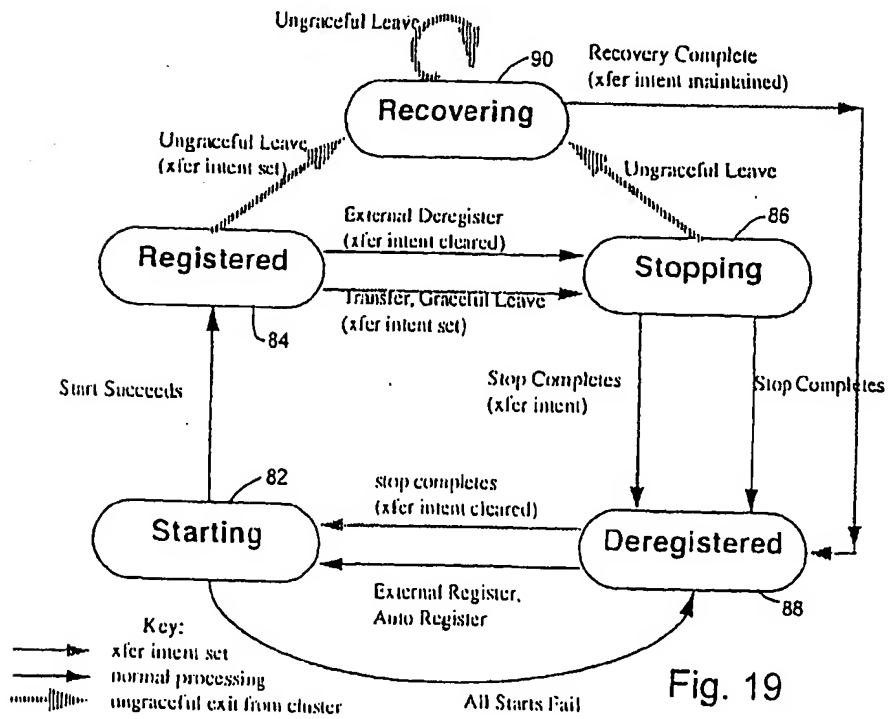 Ungraceful Leave
90
Recovery Complete
(xfer intent maintained)
Recovering
Ungraceful Leave
(xfer intent set)
Ungraceful Leave
86
External Deregister
(xfer intent cleared)
Registered
Stopping
Transfer, Graceful Leave
(xfer intent set)
84
Start Succeeds
Stop Completes
(xfer intent)
Stop Completes
82
stop completes
(xfer intent cleared)
Starting
Deregistered
External Register,
Auto Register
88
Key:
xfer intent set
normal processing
ungraceful exit from cluster
All Starts Fail
Fig. 19